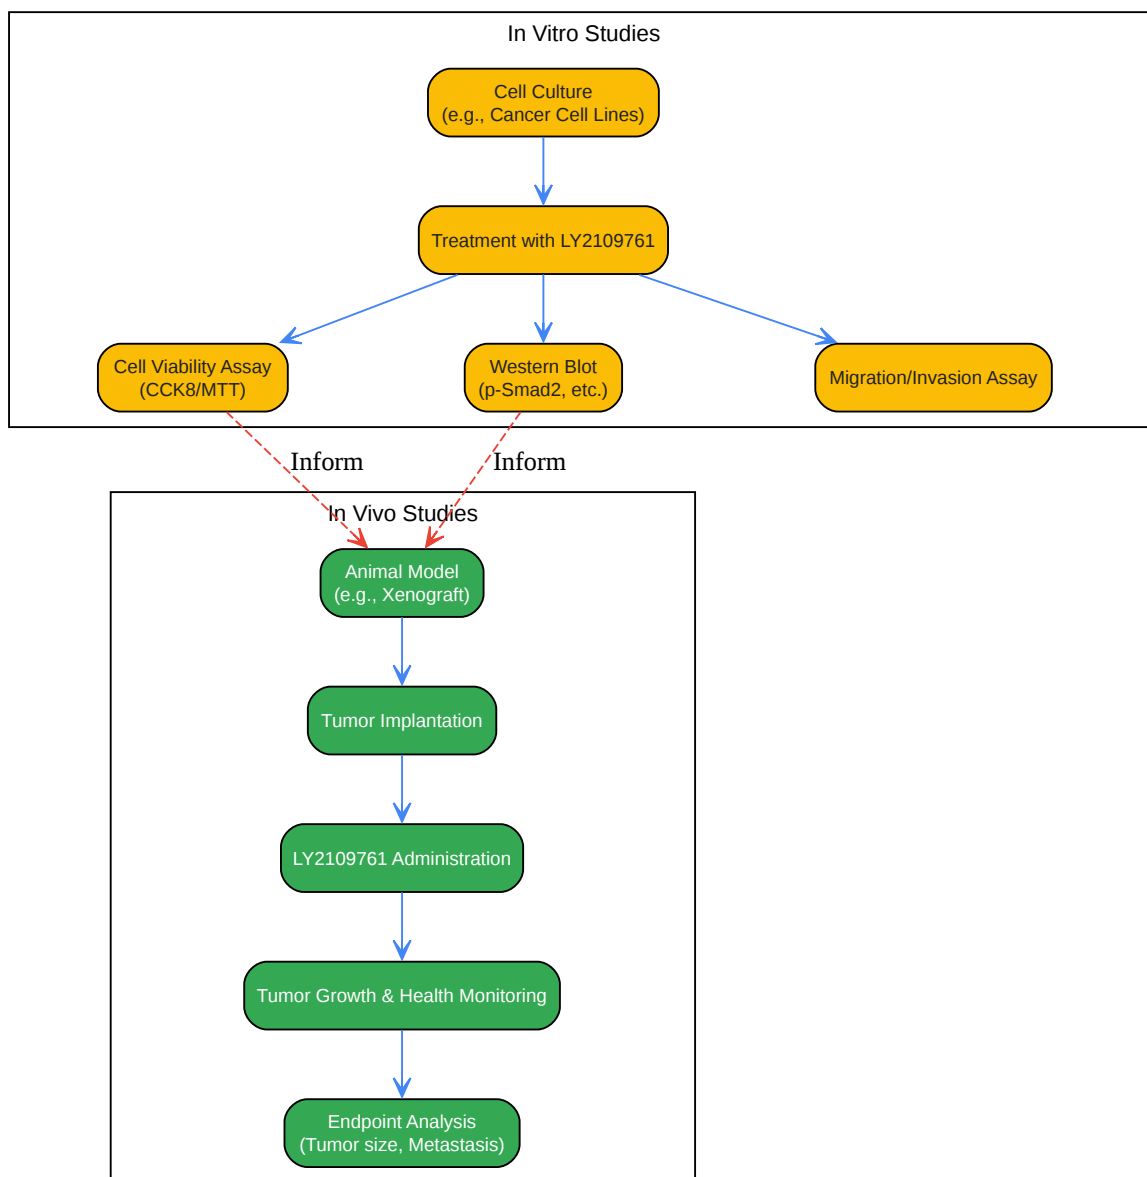 In Vitro Studies
Cell Culture
(e.g., Cancer Cell Lines)
Treatment with LY2109761
Cell Viability Assay
(CCK8/MTT)
Western Blot
(p-Smad2, etc.)
Migration/Invasion Assay
Inform
Inform
In Vivo Studies
Animal Model
(e.g., Xenograft)
Tumor Implantation
LY2109761 Administration
Tumor Growth & Health Monitoring
Endpoint Analysis
(Tumor size, Metastasis)